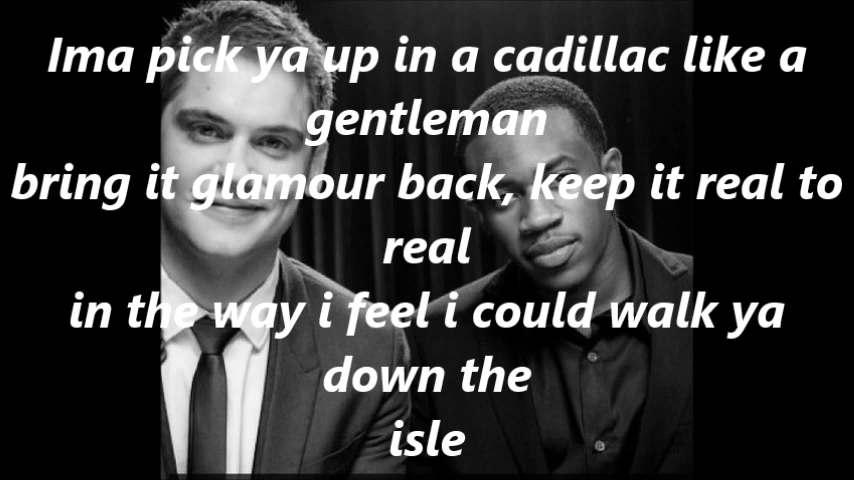 Ima pick ya up in a cadillac like a
gentleman
bring it glamour back, keep it real to
real
in the way i feel i could walk ya
down the
isle